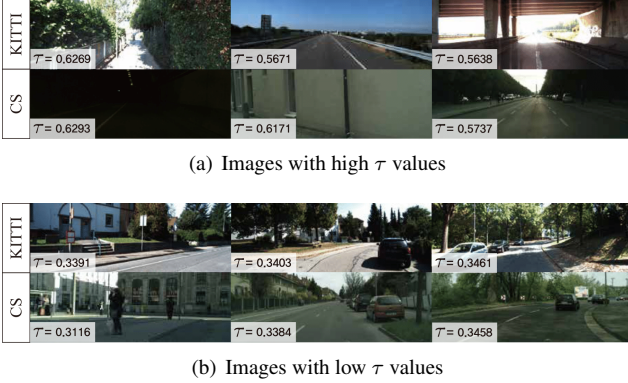 KITTI
τ = 0.6269
τ = 0.5671
τ = 0.5638
CS
τ = 0.6293
τ = 0.6171
τ = 0.5737
(a) Images with high τ values
KITTI
τ = 0.3391
τ = 0.3403
τ = 0.3461
CS
τ = 0.3116
τ = 0.3384
τ = 0.3458
(b) Images with low τ values